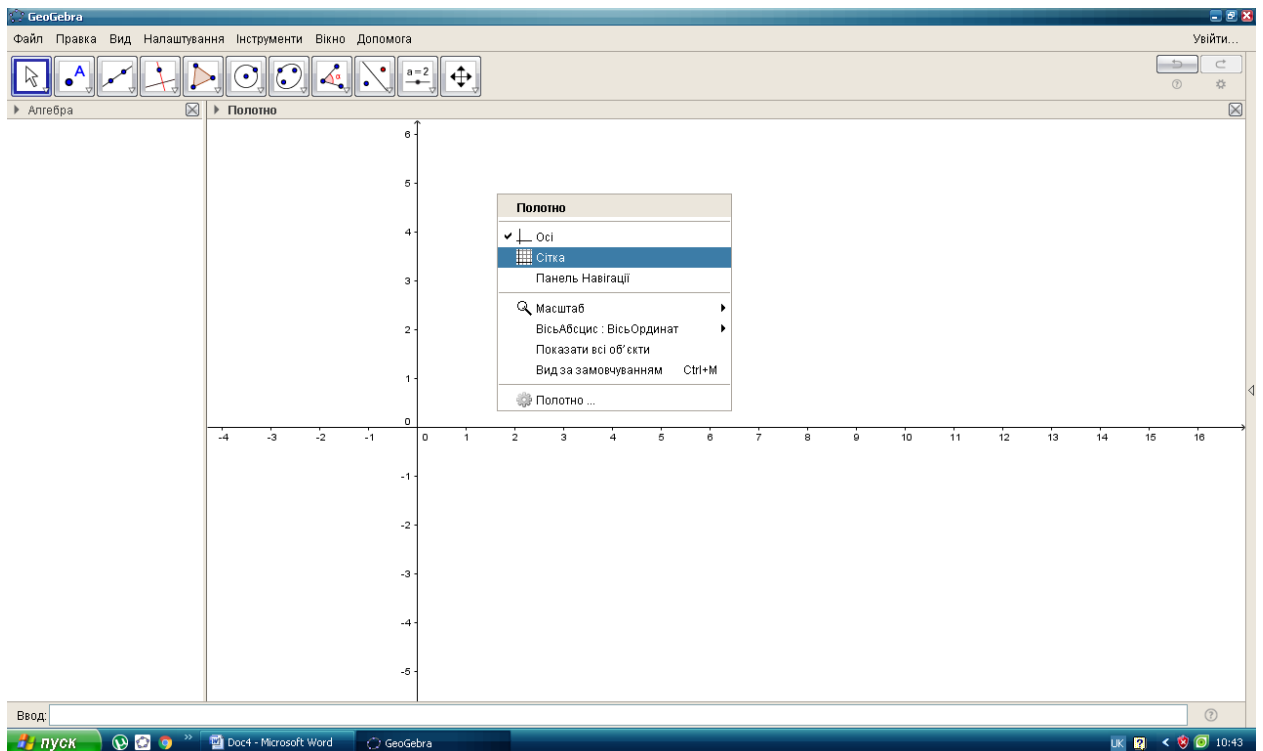 GeoGebra
Файл Правка Вид Налаштування Інструменти Вікно Допомога Увійти...
A a=2
Алгебра Полотно
6
5
4
3
2
1
0
-4 -3 -2 -1 0 1 2 3 4 5 6 7 8 9 10 11 12 13 14 15 16
-1
-2
-3
-4
-5
Полотно
Осі
Сітка
Панель Навігації
Масштаб
ВісьАбсцис : ВісьОрдинат
Показати всі об'єкти
Вид за замовчуванням Ctrl+M
Полотно ...
Ввод:
пуск Doc4 - Microsoft Word GeoGebra UK 10:43